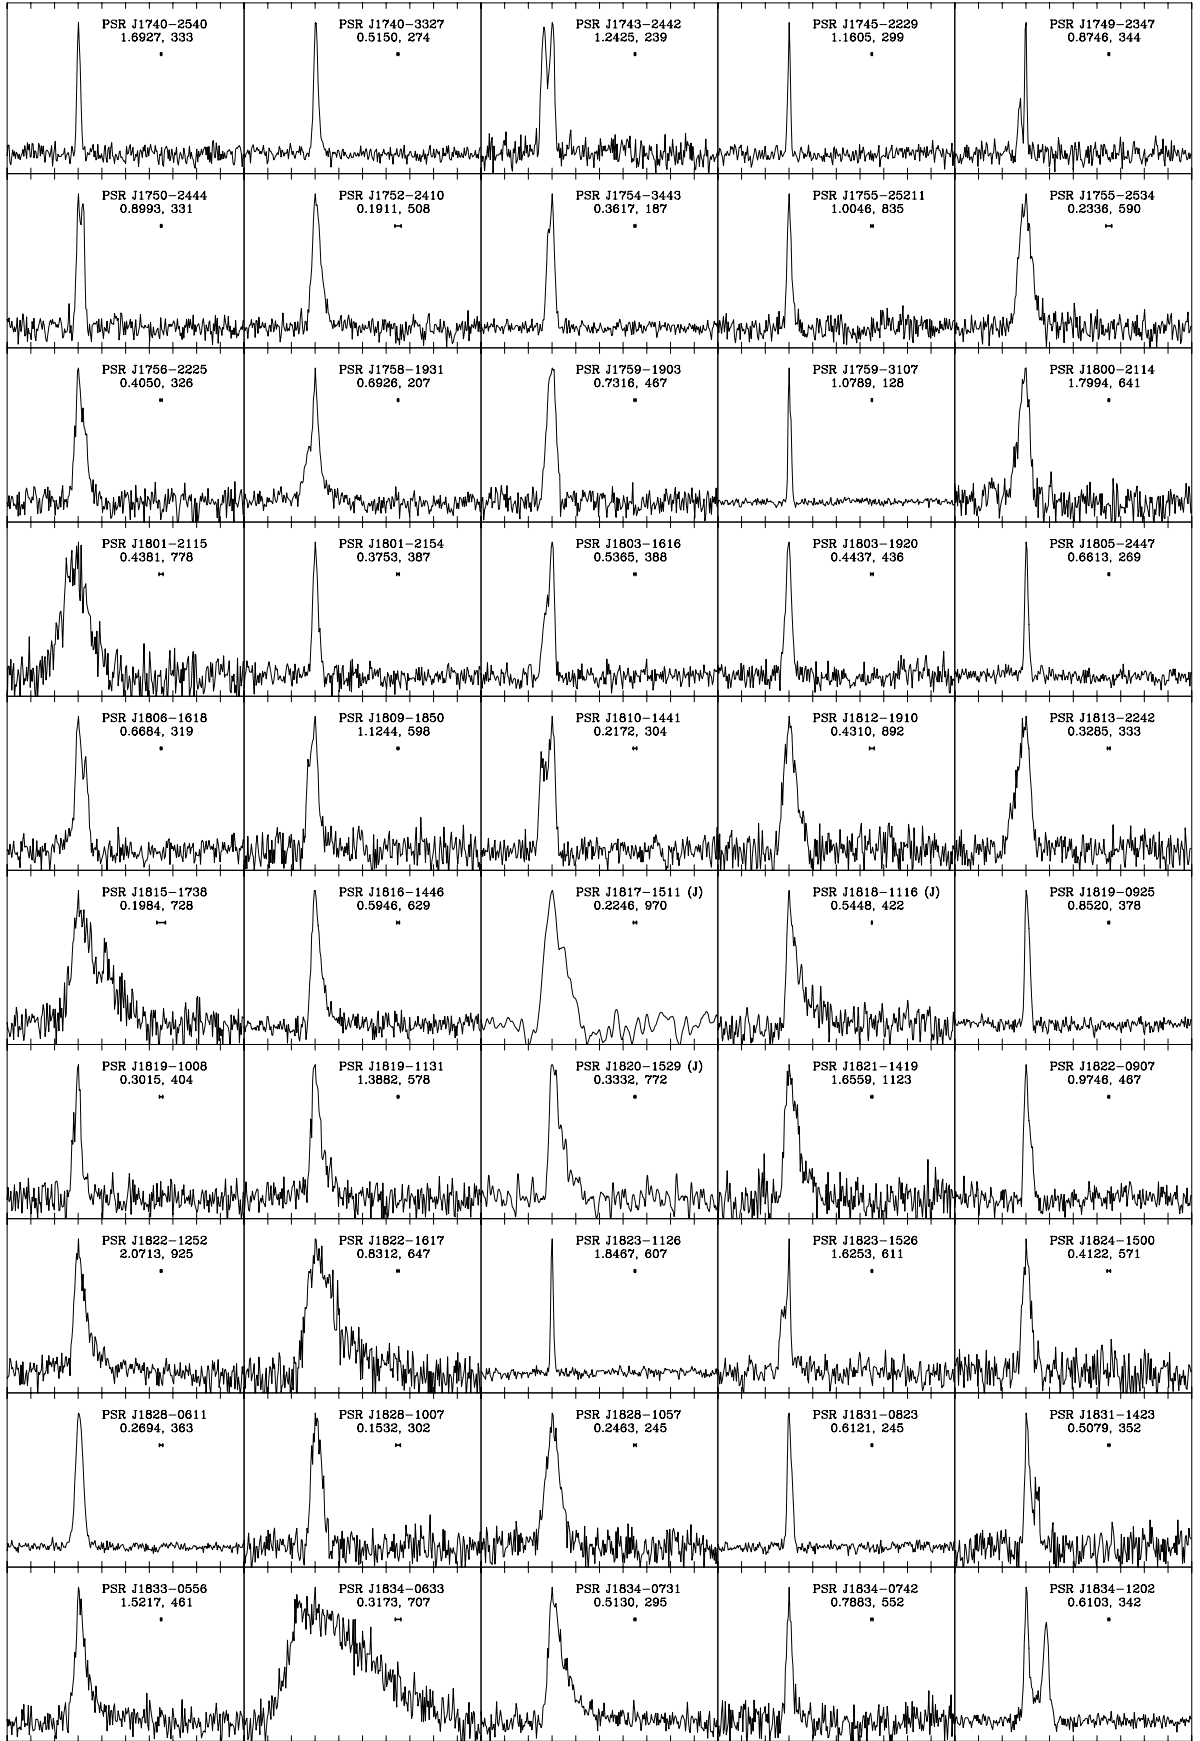 PSR J1740−2540
1.6927, 333
PSR J1740−3327
0.5150, 274
PSR J1743−2442
1.2425, 239
PSR J1745−2229
1.1605, 299
PSR J1749−2347
0.8746, 344
PSR J1750−2444
0.8993, 331
PSR J1752−2410
0.1911, 508
PSR J1754−3443
0.3617, 187
PSR J1755−25211
1.0046, 835
PSR J1755−2534
0.2336, 590
PSR J1756−2225
0.4050, 326
PSR J1758−1931
0.6926, 207
PSR J1759−1903
0.7316, 467
PSR J1759−3107
1.0789, 128
PSR J1800−2114
1.7994, 641
PSR J1801−2115
0.4381, 778
PSR J1801−2154
0.3753, 387
PSR J1803−1616
0.5365, 388
PSR J1803−1920
0.4437, 436
PSR J1805−2447
0.6613, 269
PSR J1806−1618
0.6684, 319
PSR J1809−1850
1.1244, 598
PSR J1810−1441
0.2172, 304
PSR J1812−1910
0.4310, 892
PSR J1813−2242
0.3285, 333
PSR J1815−1738
0.1984, 728
PSR J1816−1446
0.5946, 629
PSR J1817−1511 (J)
0.2246, 970
PSR J1818−1116 (J)
0.5448, 422
PSR J1819−0925
0.8520, 378
PSR J1819−1008
0.3015, 404
PSR J1819−1131
1.3882, 578
PSR J1820−1529 (J)
0.3332, 772
PSR J1821−1419
1.6559, 1123
PSR J1822−0907
0.9746, 467
PSR J1822−1252
2.0713, 925
PSR J1822−1617
0.8312, 647
PSR J1823−1126
1.8467, 607
PSR J1823−1526
1.6253, 611
PSR J1824−1500
0.4122, 571
PSR J1828−0611
0.2694, 363
PSR J1828−1007
0.1532, 302
PSR J1828−1057
0.2463, 245
PSR J1831−0823
0.6121, 245
PSR J1831−1423
0.5079, 352
PSR J1833−0556
1.5217, 461
PSR J1834−0633
0.3173, 707
PSR J1834−0731
0.5130, 295
PSR J1834−0742
0.7883, 552
PSR J1834−1202
0.6103, 342